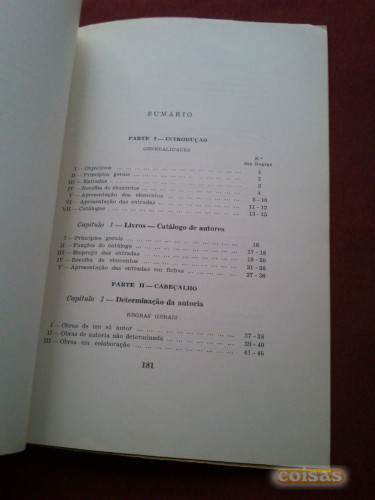 SUMARIO
PARTE I — INTRODUÇÃO
GENERALIDADES
N.os
das Regras
I — Objectivos ... 1
II — Princípios gerais ... 2
III — Entradas ... 3
IV — Escolha de elementos ... 4
V — Apresentação dos elementos ... 5 - 10
VI — Apresentação das entradas ... 11 - 12
VII — Catálogos ... 13 - 15
Capítulo 1 — Livros — Catálogo de autores
I — Princípios gerais ... 16
II — Funções do catálogo ... 17 - 18
III — Emprego das entradas ... 19 - 20
IV — Escolha de elementos ... 21 - 26
V — Apresentação das entradas em fichas ... 27 - 36
PARTE II — CABEÇALHO
Capítulo 1 — Determinação da autoria
REGRAS GERAIS
I — Obras de um só autor ... 37 - 38
II — Obras de autoria não determinada ... 39 - 40
III — Obras em colaboração ... 41 - 46
181
coisas